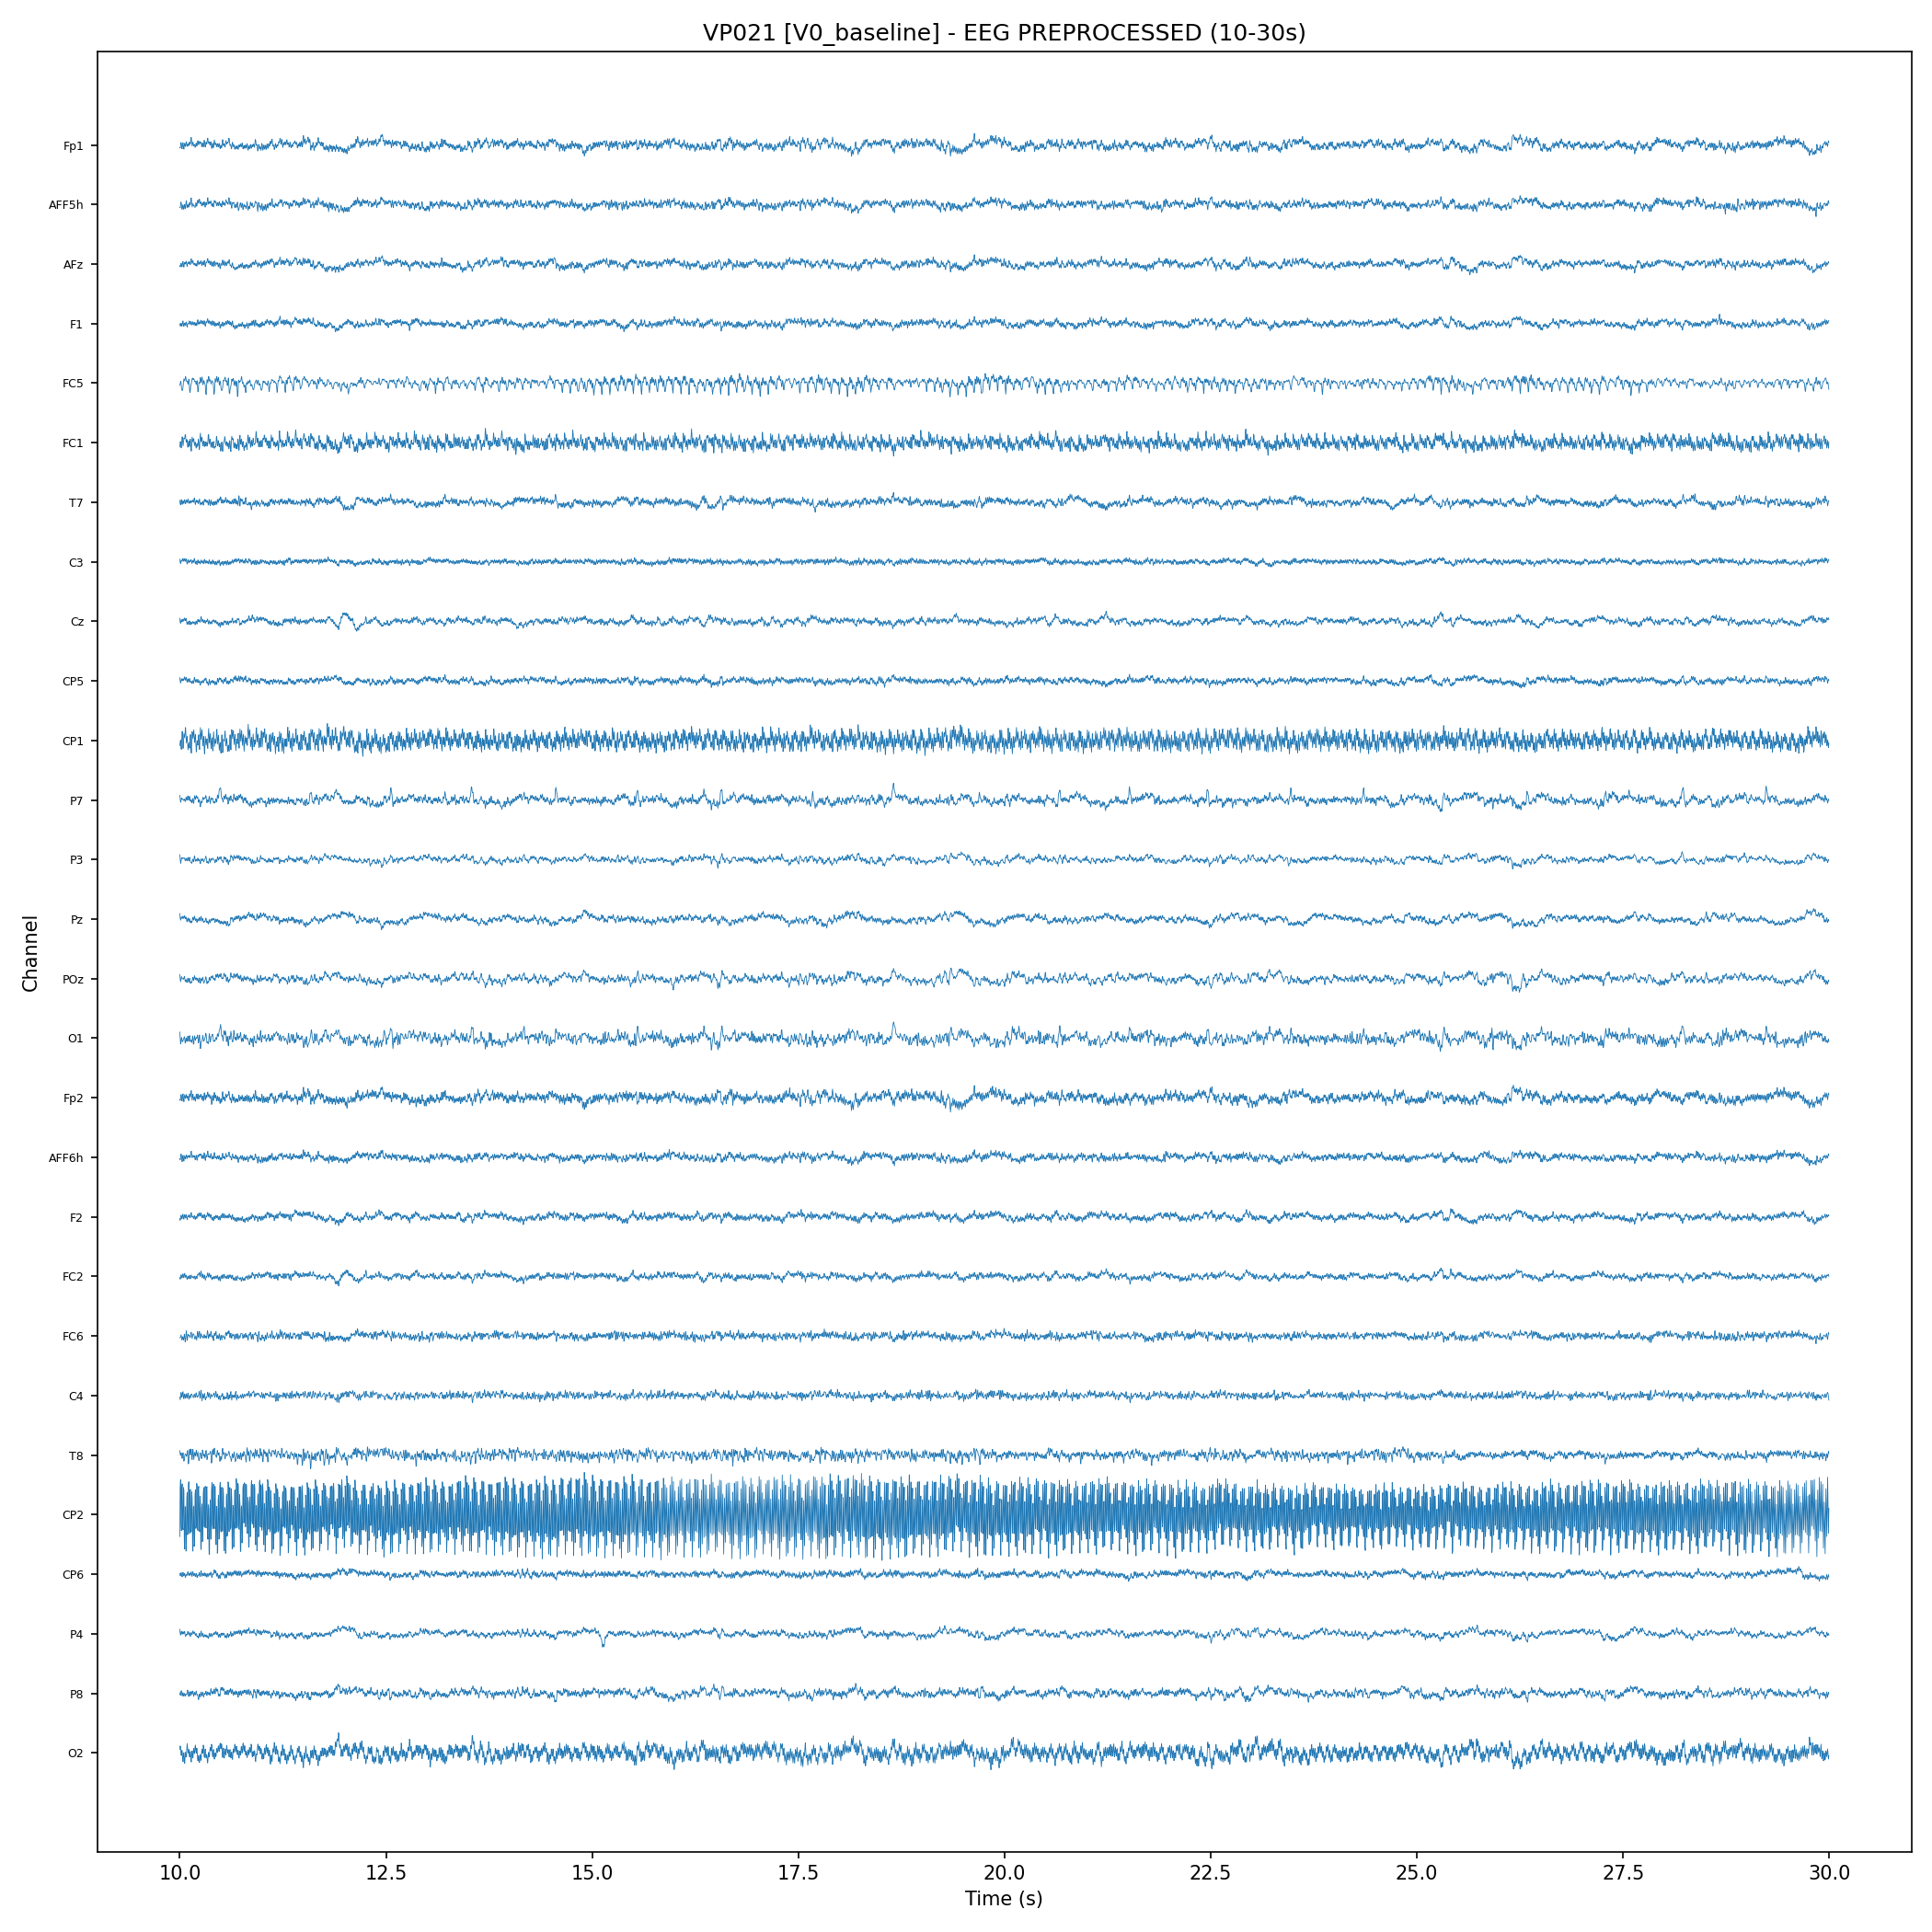 VP021 [V0_baseline] - EEG PREPROCESSED (10-30s)
Channel
Fp1
AFF5h
AFz
F1
FC5
FC1
T7
C3
Cz
CP5
CP1
P7
P3
Pz
POz
O1
Fp2
AFF6h
F2
FC2
FC6
C4
T8
CP2
CP6
P4
P8
O2
10.0 12.5 15.0 17.5 20.0 22.5 25.0 27.5 30.0
Time (s)